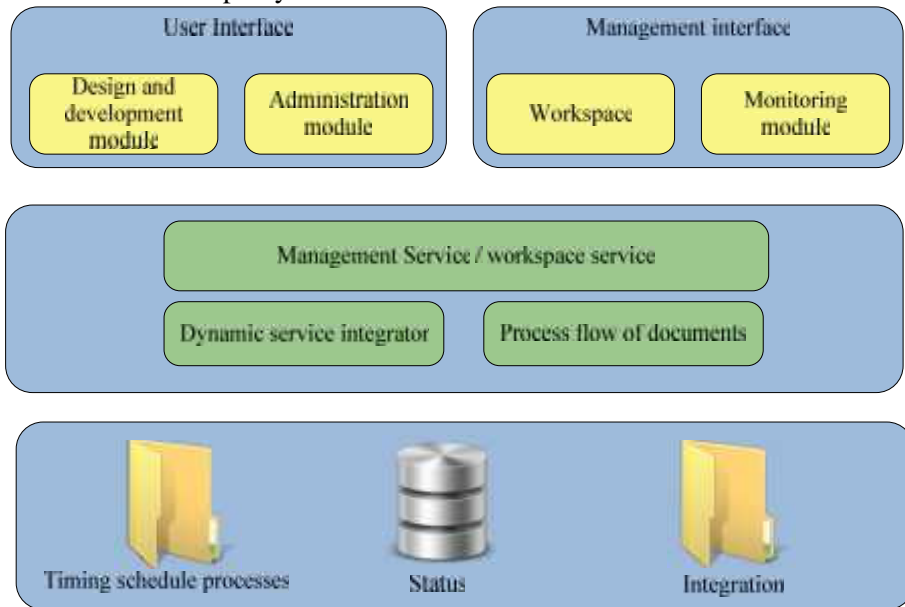 User Interface
Management interface
Design and
development
module
Administration
module
Workspace
Monitoring
module
Management Service / workspace service
Dynamic service integrator
Process flow of documents
Timing schedule processes
Status
Integration